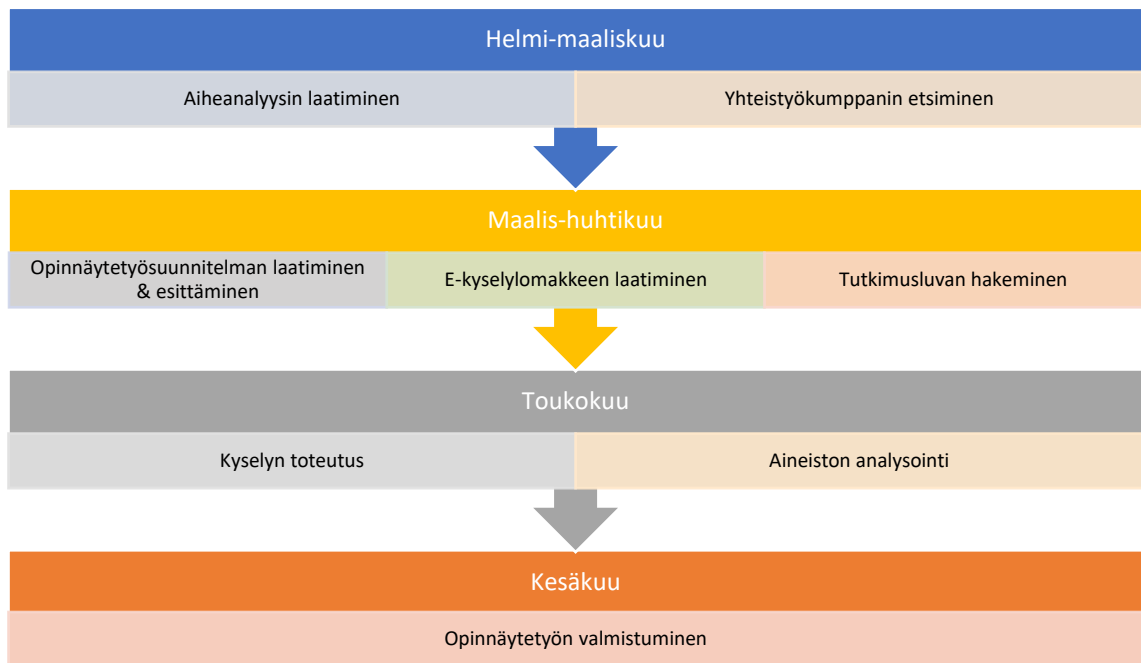 Helmi-maaliskuu
Aiheanalyysin laatiminen
Yhteistyökumppanin etsiminen
Maalis-huhtikuu
Opinnäytetyösuunnitelman laatiminen
& esittäminen
E-kyselylomakkeen laatiminen
Tutkimusluvan hakeminen
Toukokuu
Kyselyn toteutus
Aineiston analysointi
Kesäkuu
Opinnäytetyön valmistuminen